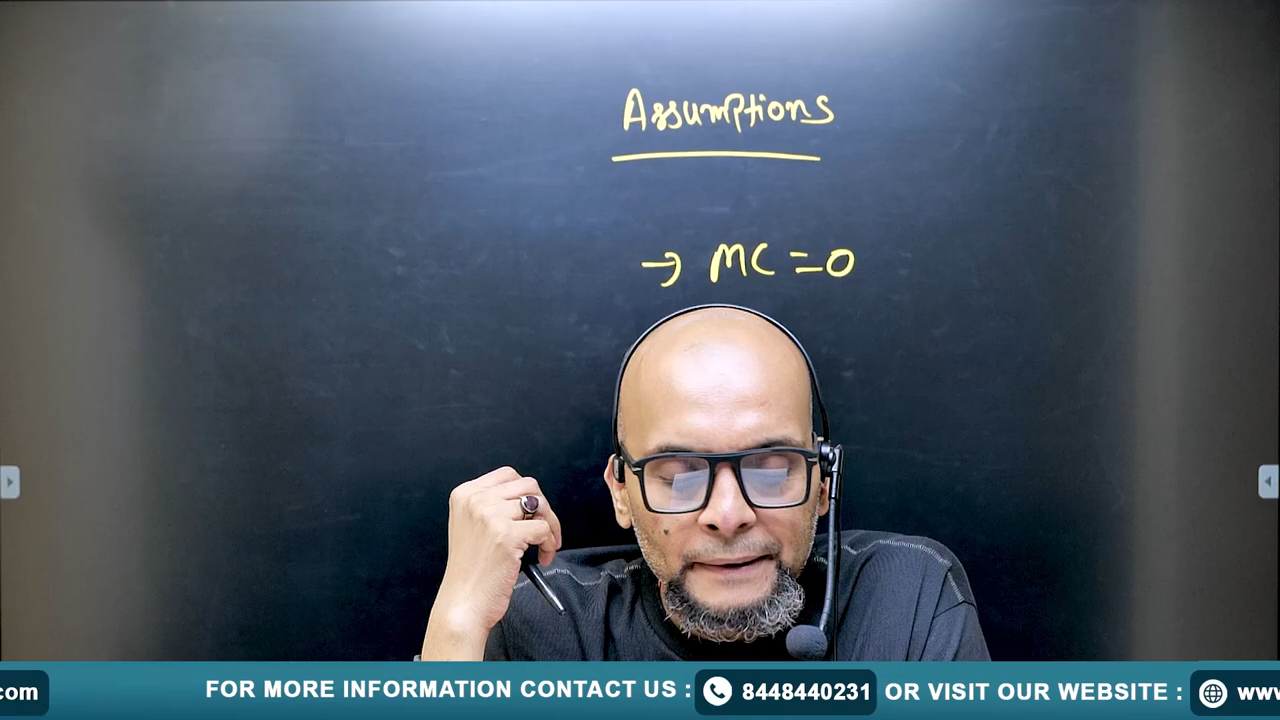 Assumptions
→ MC = 0
com FOR MORE INFORMATION CONTACT US : 8448440231 OR VISIT OUR WEBSITE : www